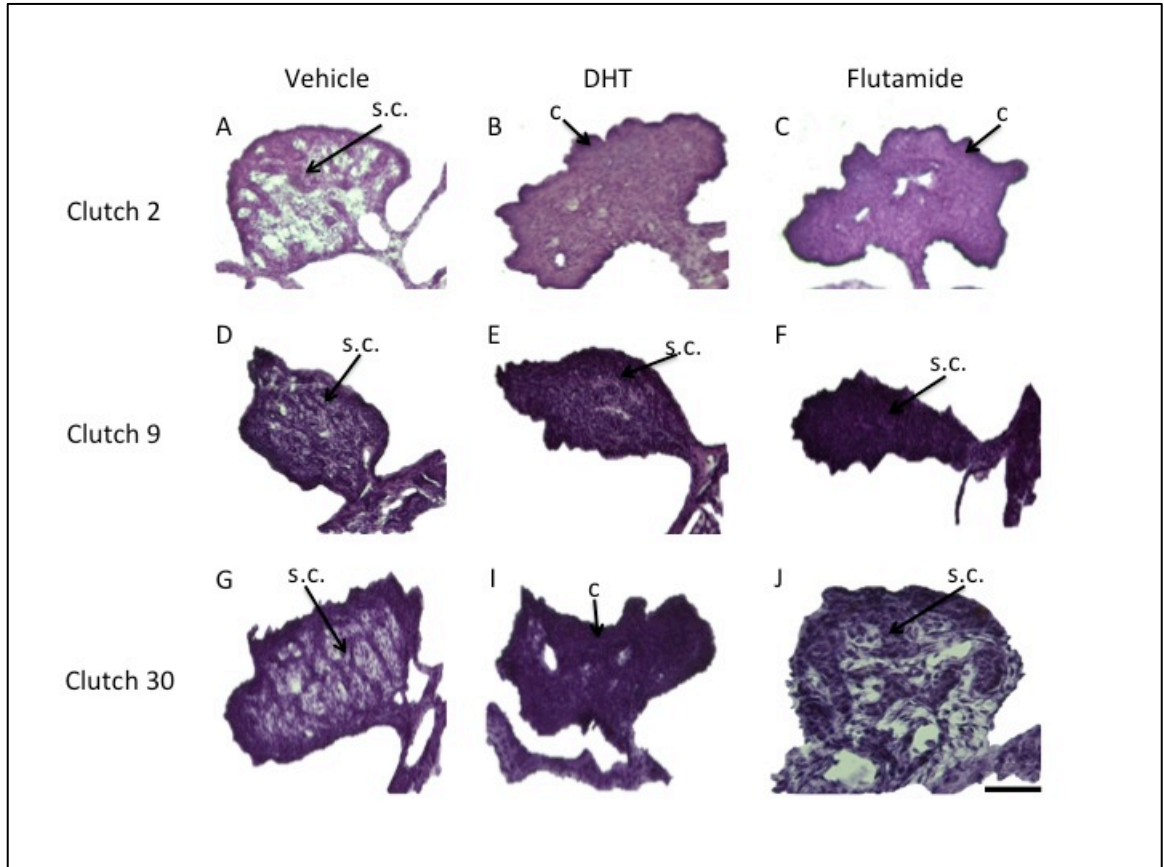 Vehicle DHT Flutamide
A s.c. B c C c
Clutch 2
D s.c. E s.c. F s.c.
Clutch 9
G s.c. I c J s.c.
Clutch 30